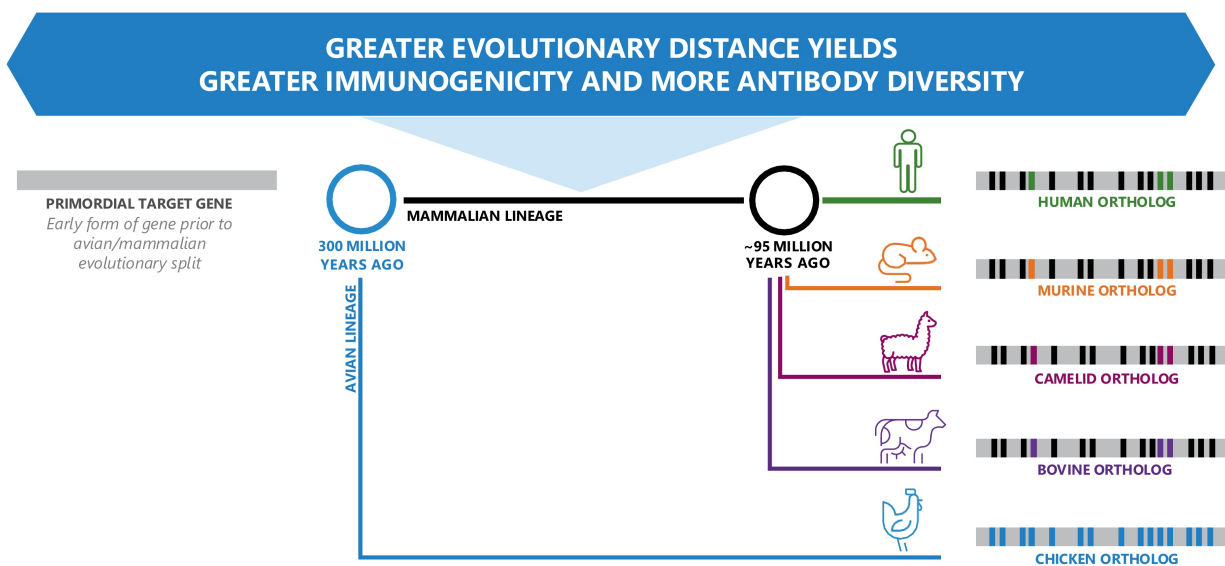 GREATER EVOLUTIONARY DISTANCE YIELDS
GREATER IMMUNOGENICITY AND MORE ANTIBODY DIVERSITY
PRIMORDIAL TARGET GENE
Early form of gene prior to
avian/mammalian
evolutionary split
300 MILLION
YEARS AGO
MAMMALIAN LINEAGE
AVIAN LINEAGE
~95 MILLION
YEARS AGO
HUMAN ORTHOLOG
MURINE ORTHOLOG
CAMELID ORTHOLOG
BOVINE ORTHOLOG
CHICKEN ORTHOLOG